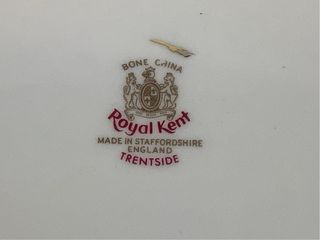 BONE CHINA
Royal Kent
MADE IN STAFFORDSHIRE
ENGLAND
TRENTSIDE